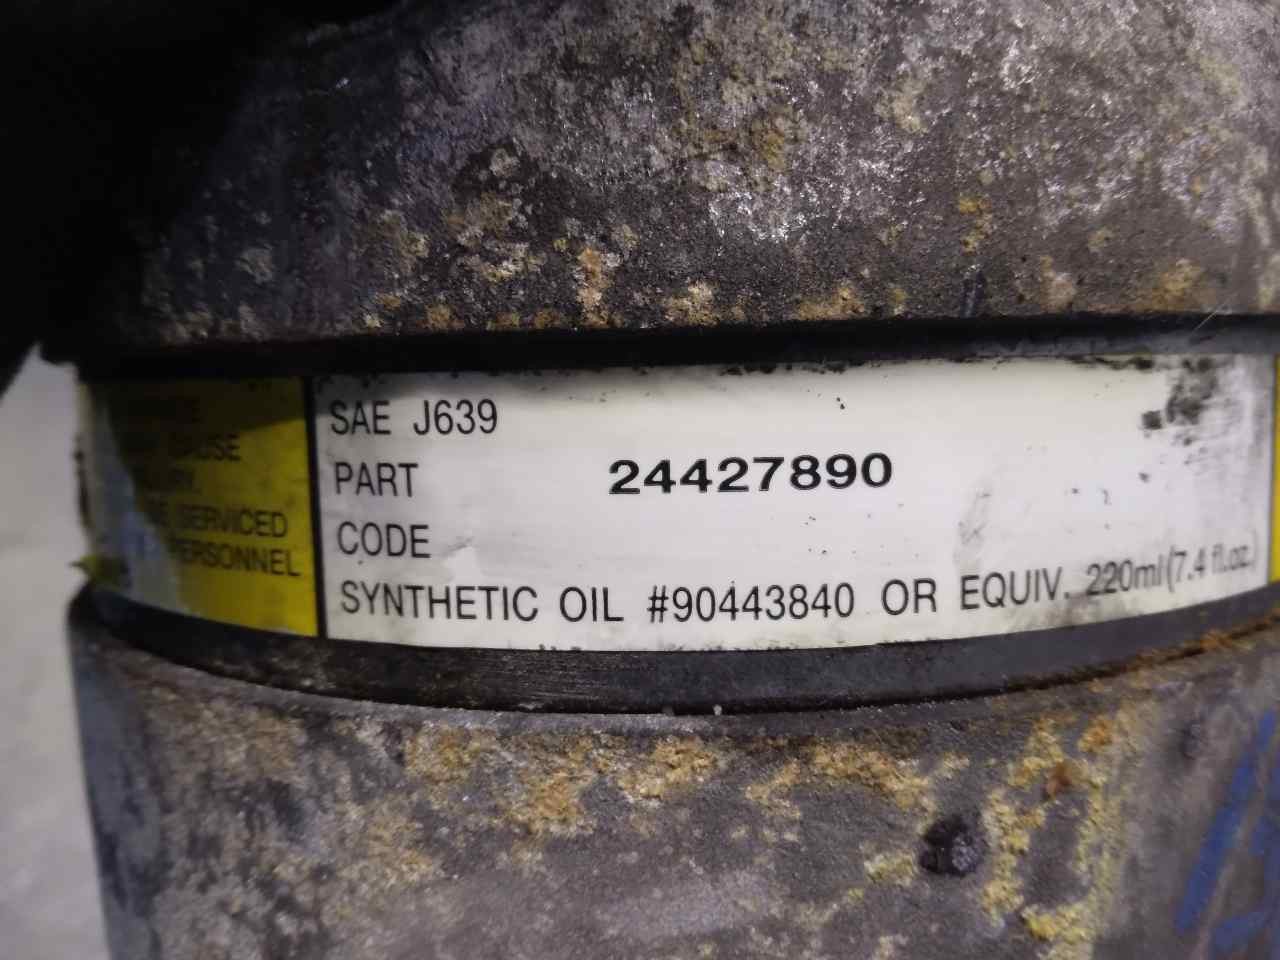 SERVICED
PERSONNEL
SAE J639
PART 24427890
CODE
SYNTHETIC OIL #90443840 OR EQUIV. 220ml(7.4 fl.oz.)